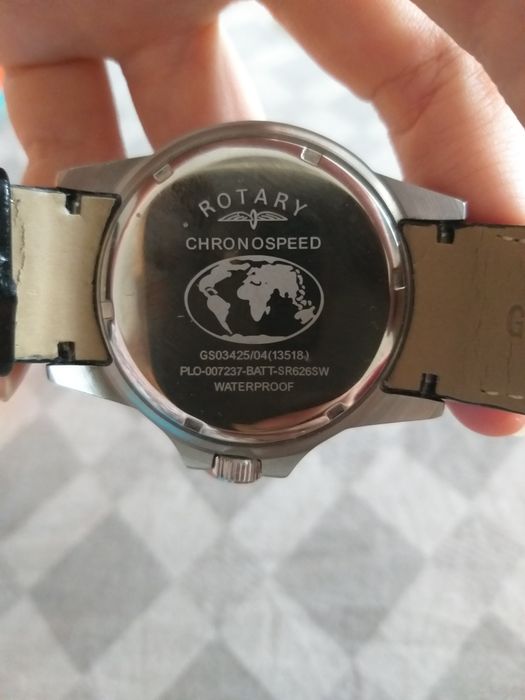 ROTARY
CHRONOSPEED
GS03425/04(13518)
PLO-007237-BATT-SR626SW
WATERPROOF